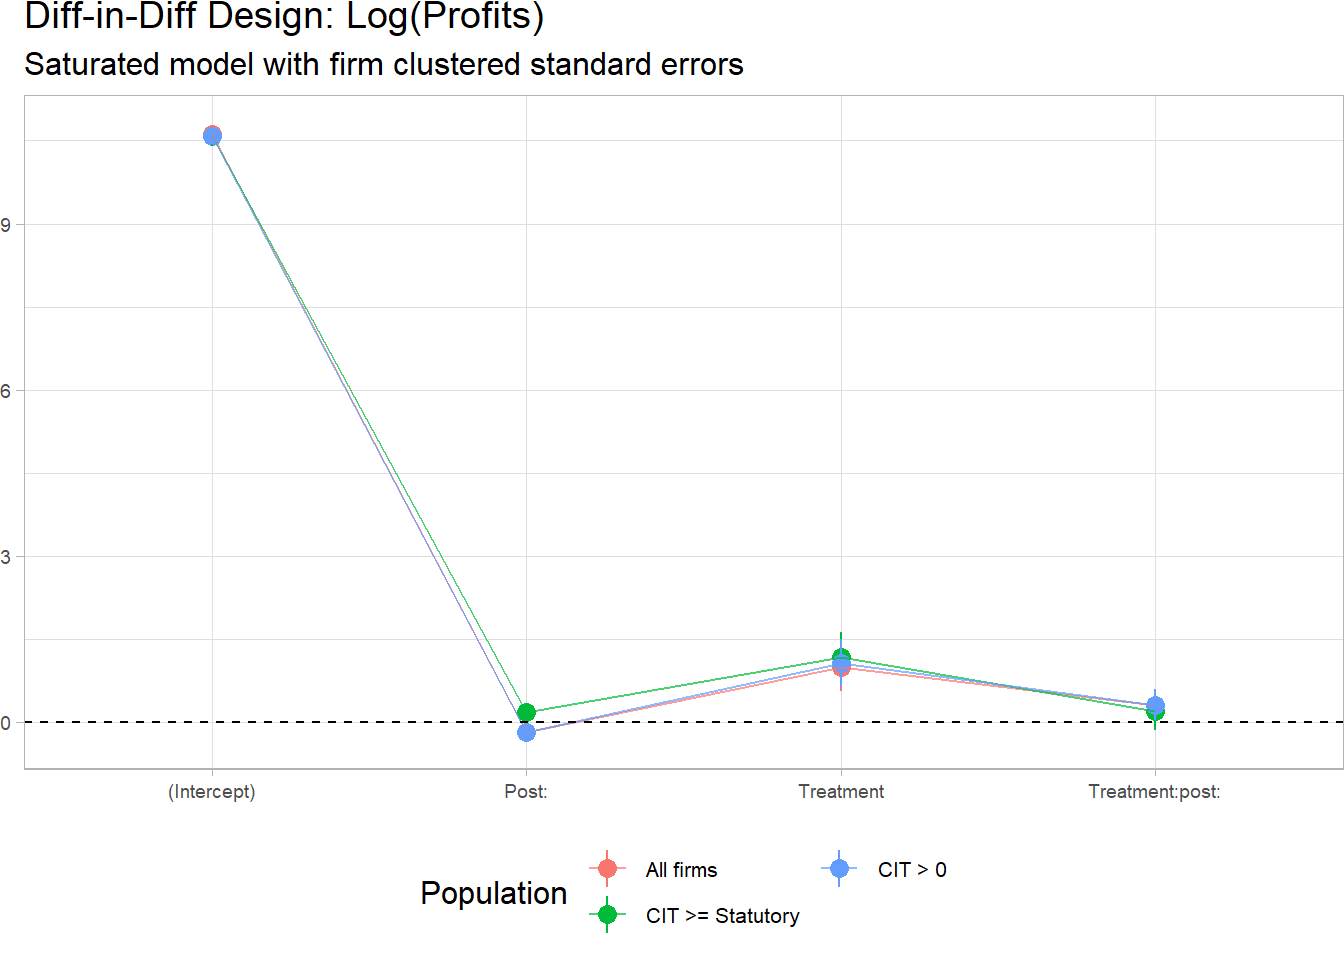 Diff-in-Diff Design: Log(Profits)
Saturated model with firm clustered standard errors
9
6
3
0
(Intercept) Post: Treatment Treatment:post:
Population
All firms
CIT > 0
CIT >= Statutory